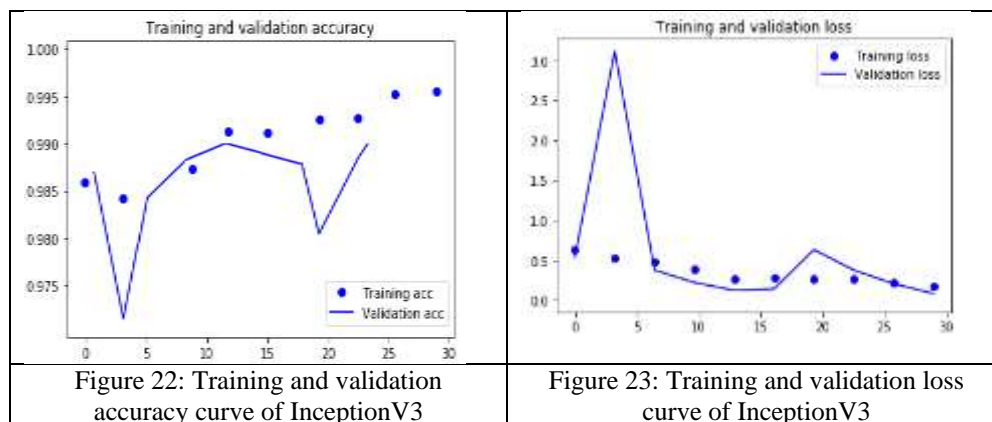 Training and validation accuracy
1.000
0.995
0.990
0.985
0.980
0.975
Training acc
Validation acc
0 5 10 15 20 25 30
Training and validation loss
3.0
2.5
2.0
1.5
1.0
0.5
0.0
Training loss
Validation loss
0 5 10 15 20 25 30
Figure 22: Training and validation
accuracy curve of InceptionV3
Figure 23: Training and validation loss
curve of InceptionV3